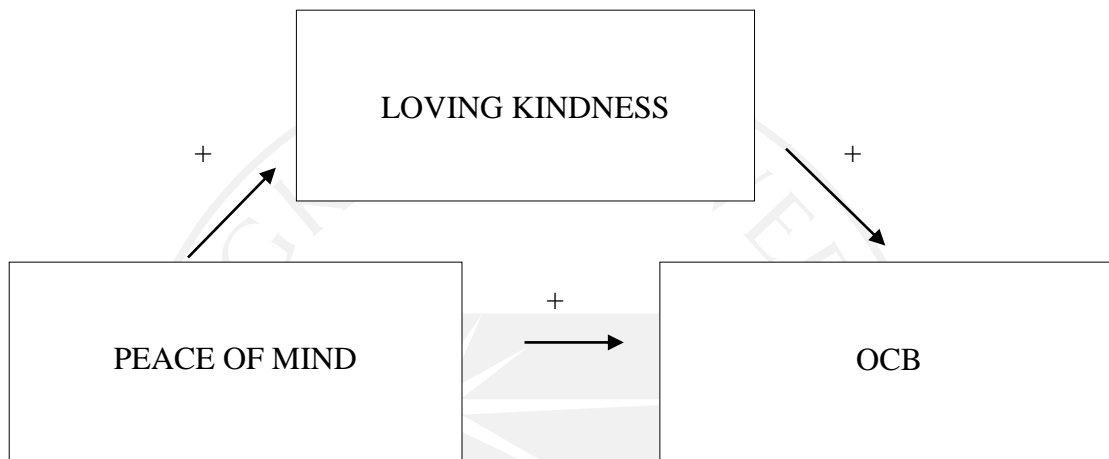 LOVING KINDNESS
+
+
+
PEACE OF MIND
OCB